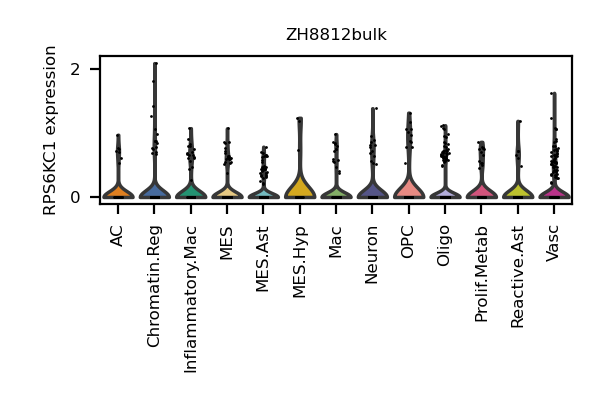 ZH8812bulk
RPS6KC1 expression
2
0
AC
Chromatin.Reg
Inflammatory.Mac
MES
MES.Ast
MES.Hyp
Mac
Neuron
OPC
Oligo
Prolif.Metab
Reactive.Ast
Vasc